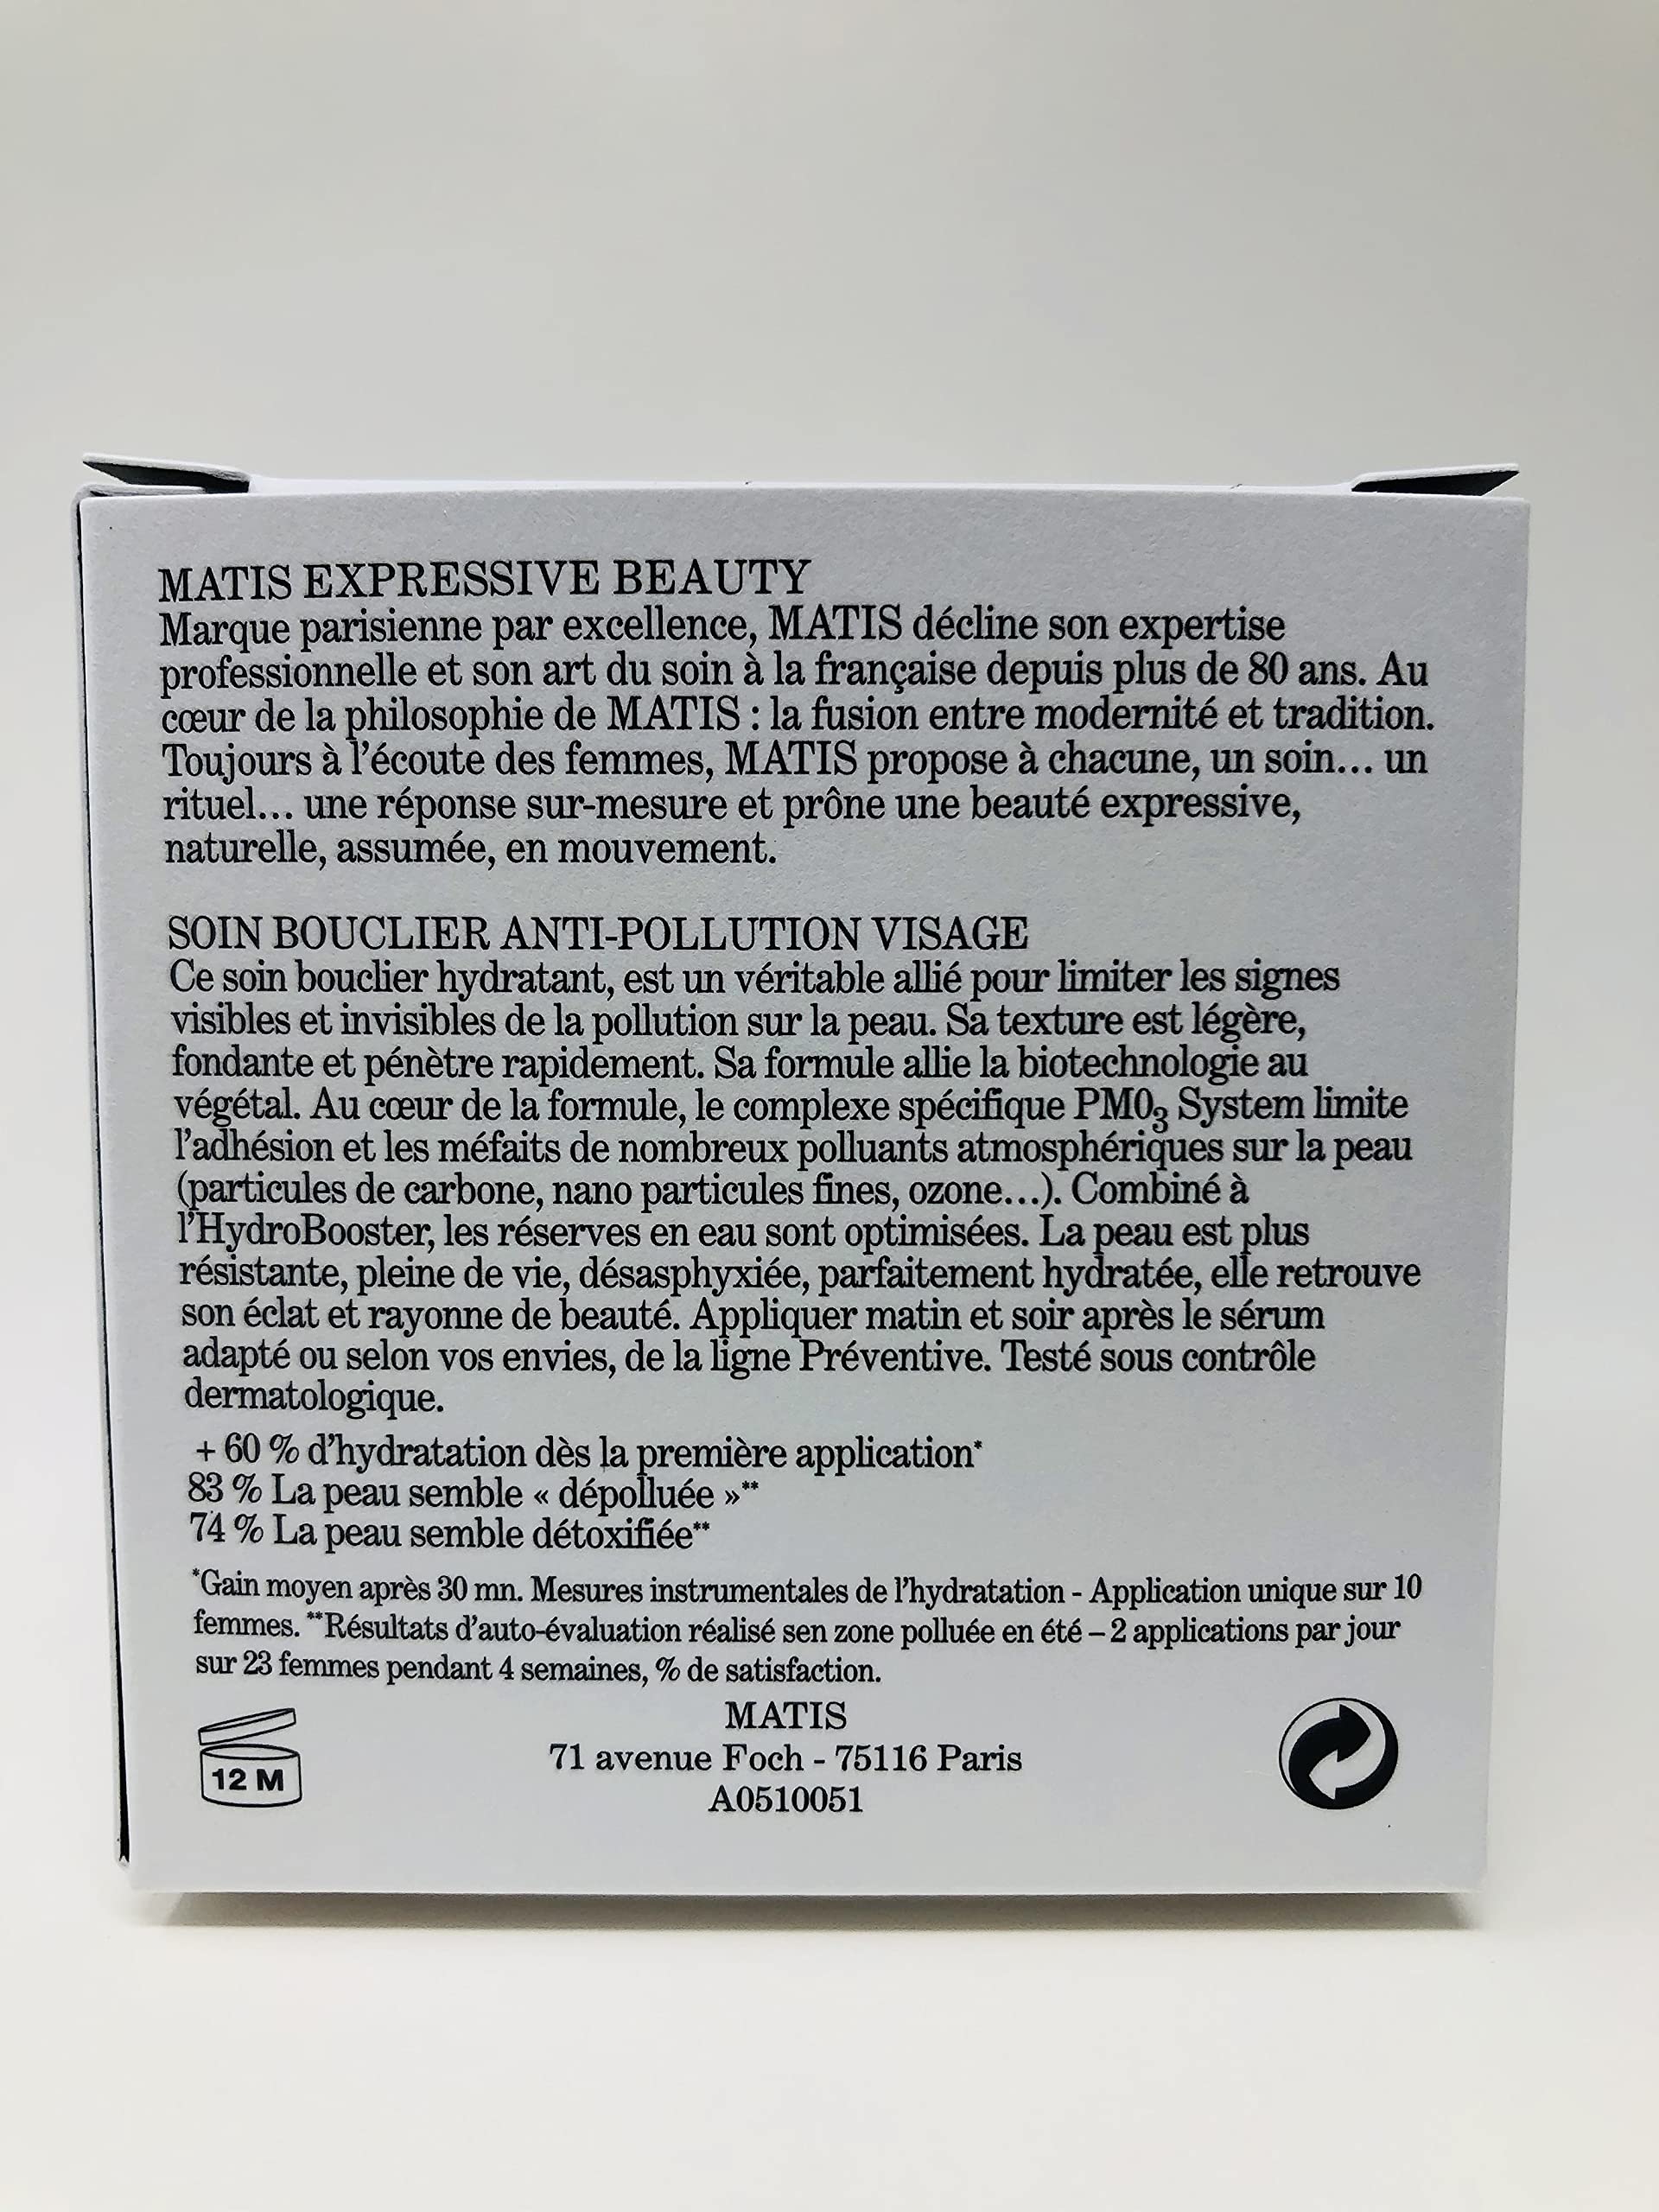 MATIS EXPRESSIVE BEAUTY
Marque parisienne par excellence, MATIS décline son expertise
professionnelle et son art du soin à la française depuis plus de 80 ans. Au
cœur de la philosophie de MATIS : la fusion entre modernité et tradition.
Toujours à l'écoute des femmes, MATIS propose à chacune, un soin... un
rituel... une réponse sur-mesure et prône une beauté expressive,
naturelle, assumée, en mouvement.
SOIN BOUCLIER ANTI-POLLUTION VISAGE
Ce soin bouclier hydratant, est un véritable allié pour limiter les signes
visibles et invisibles de la pollution sur la peau. Sa texture est légère,
fondante et pénètre rapidement. Sa formule allie la biotechnologie au
végétal. Au cœur de la formule, le complexe spécifique PMO₃ System limite
l'adhésion et les méfaits de nombreux polluants atmosphériques sur la peau
(particules de carbone, nano particules fines, ozone...). Combiné à
l'HydroBooster, les réserves en eau sont optimisées. La peau est plus
résistante, pleine de vie, désasphyxiée, parfaitement hydratée, elle retrouve
son éclat et rayonne de beauté. Appliquer matin et soir après le sérum
adapté ou selon vos envies, de la ligne Préventive. Testé sous contrôle
dermatologique.
+ 60 % d'hydratation dès la première application*
83 % La peau semble « dépolluée »**
74 % La peau semble détoxifiée**
*Gain moyen après 30 mn. Mesures instrumentales de l'hydratation - Application unique sur 10
femmes. **Résultats d'auto-évaluation réalisé sen zone polluée en été – 2 applications par jour
sur 23 femmes pendant 4 semaines, % de satisfaction.
MATIS
71 avenue Foch - 75116 Paris
A0510051
12 M